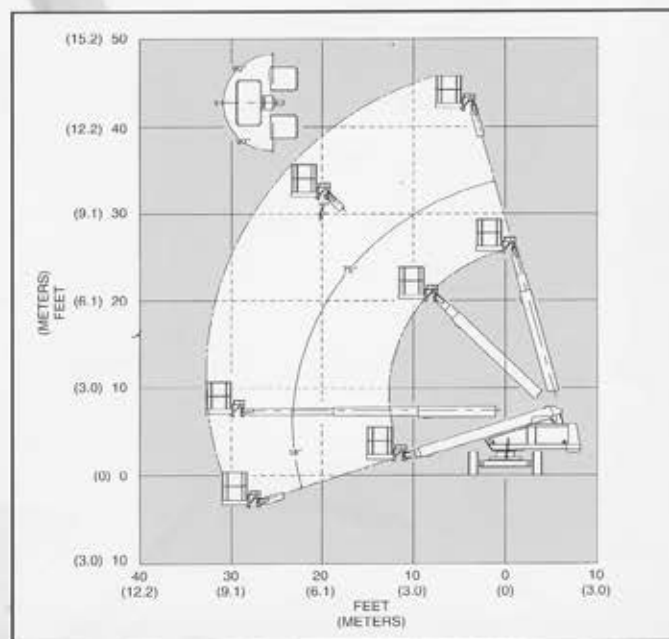 (15.2) 50
(12.2) 40
(9.1) 30
(6.1) 20
(3.0) 10
(0) 0
(3.0) 10
(METERS)
FEET
75°
40 30 20 10 0 10
(12.2) (9.1) (6.1) (3.0) (0) (3.0)
FEET
(METERS)